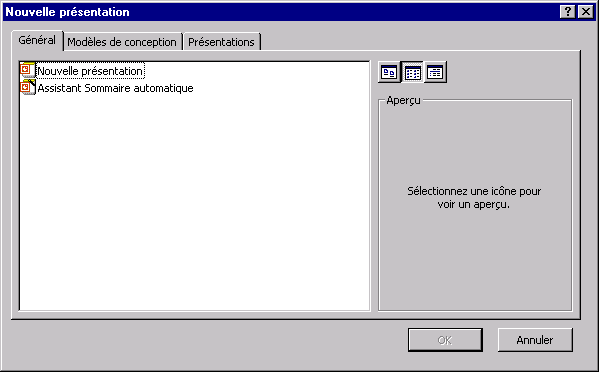 Nouvelle présentation
Général
Modèles de conception
Présentations
Nouvelle présentation
Assistant Sommaire automatique
Aperçu
Sélectionnez une icône pour
voir un aperçu.
OK
Annuler